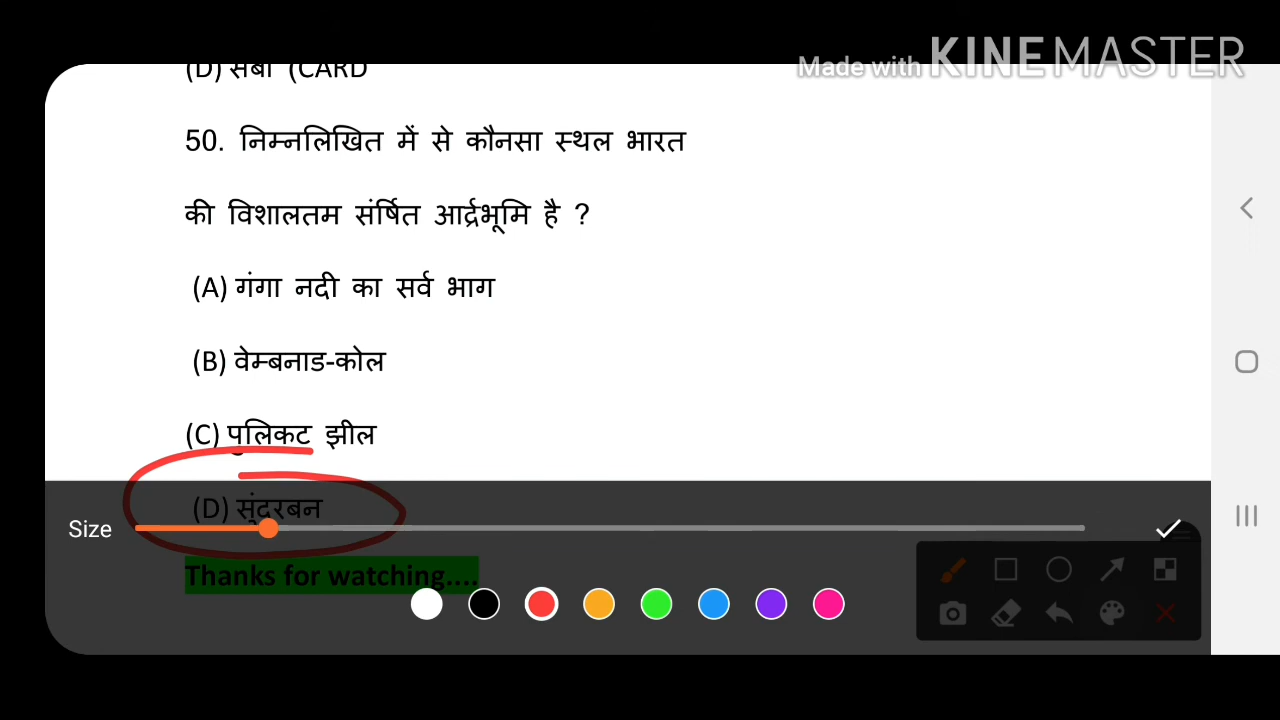 Made with KINEMASTER
(D) सबा (CARD
50. निम्नलिखित में से कौनसा स्थल भारत
की विशालतम संर्षित आर्द्रभूमि है ?
(A) गंगा नदी का सर्व भाग
(B) वेम्बनाड-कोल
(C) पुलिकट झील
(D) सुंदरबन
Size
Thanks for watching....